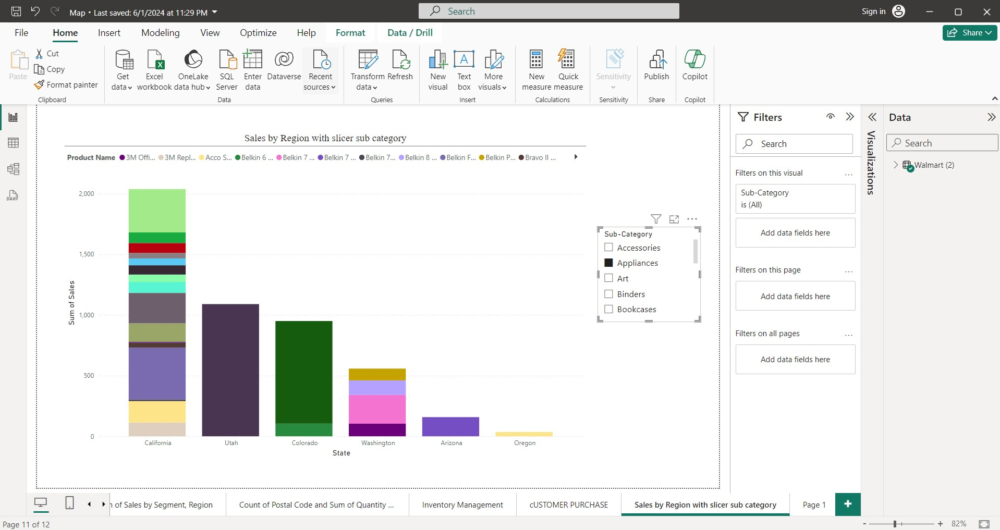 Map • Last saved: 6/1/2024 at 11:29 PM
Search
Sign in
File Home Insert Modeling View Optimize Help Format Data / Drill
Share
Paste
Cut
Copy
Format painter
Clipboard
Get data
Excel workbook
OneLake data hub
SQL Server
Enter data
Dataverse
Recent sources
Data
Transform data
Refresh
Queries
New visual
Text box
More visuals
Insert
New measure
Quick measure
Calculations
Sensitivity
Sensitivity
Publish
Share
Copilot
Copilot
DAX
Sales by Region with slicer sub category
Product Name 3M Offi... 3M Repl... Acco S... Belkin 6 ... Belkin 7 ... Belkin 7 ... Belkin 7... Belkin 8 ... Belkin F... Belkin P... Bravo II ...
Sum of Sales
2,000
1,500
1,000
500
0
California Utah Colorado Washington Arizona Oregon
State
Sub-Category
Accessories
Appliances
Art
Binders
Bookcases
Filters
Search
Filters on this visual
Sub-Category
is (All)
Add data fields here
Filters on this page
Add data fields here
Filters on all pages
Add data fields here
Visualizations
Data
Search
Walmart (2)
of Sales by Segment, Region
Count of Postal Code and Sum of Quantity ...
Inventory Management
cUSTOMER PURCHASE
Sales by Region with slicer sub category
Page 1
Page 11 of 12
82%